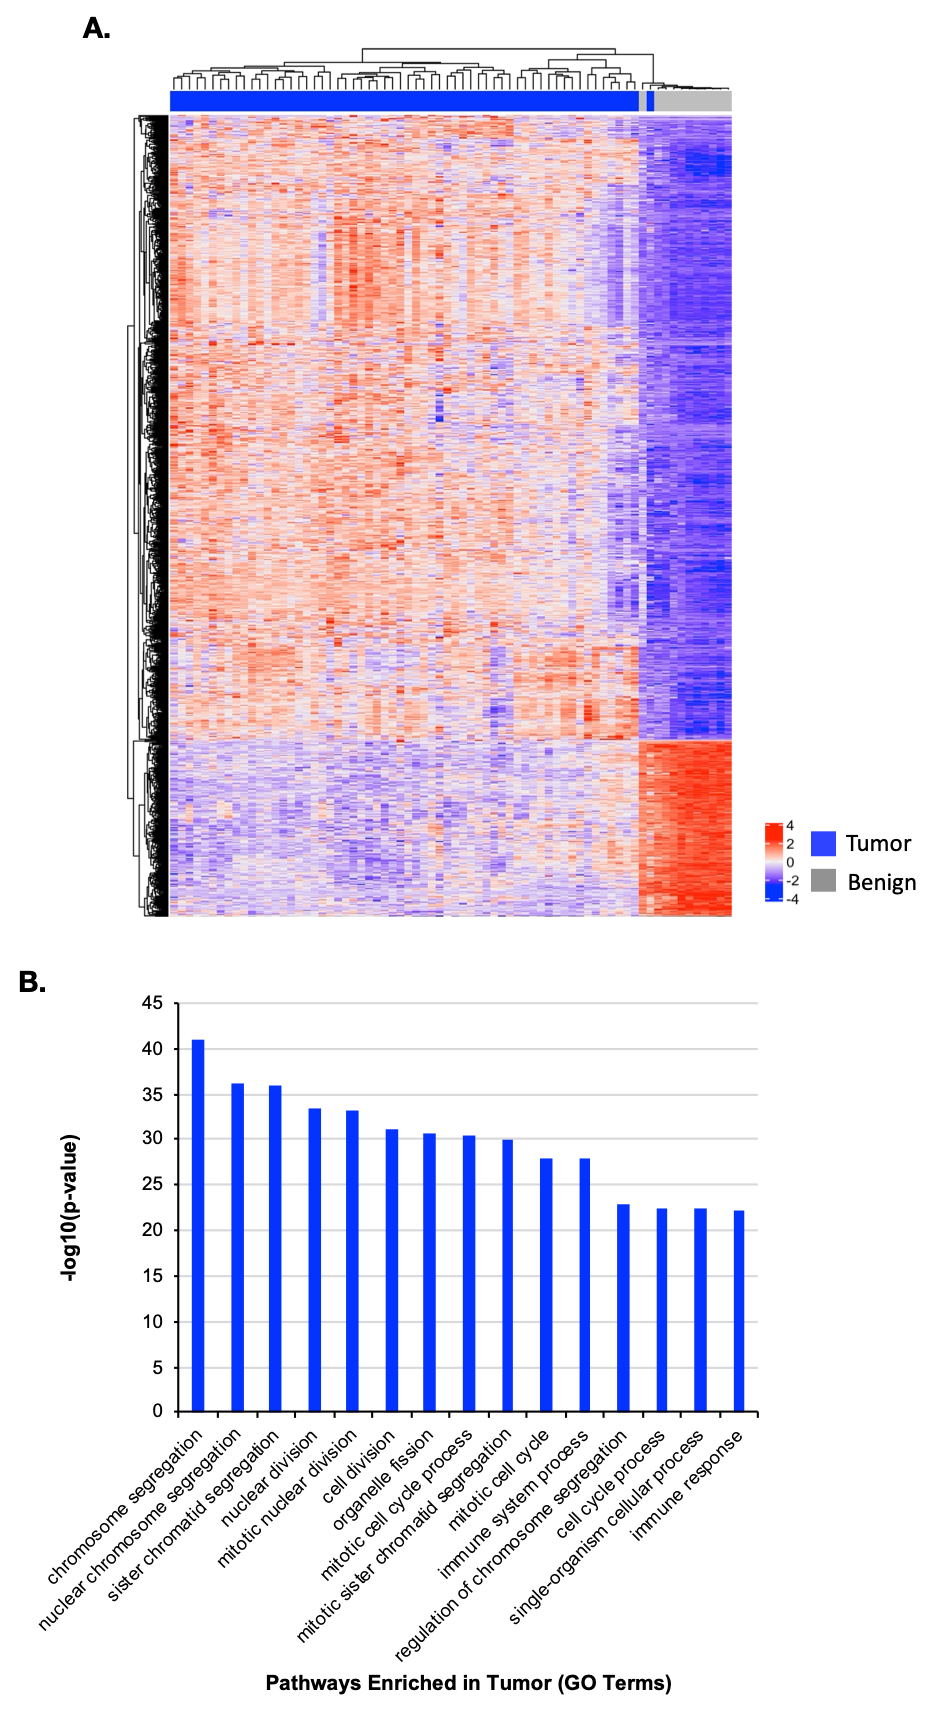 A.
4
2
0
-2
-4
Tumor
Benign
B.
45
40
35
30
25
20
15
10
5
0
-log10(p-value)
chromosome segregation
nuclear chromosome segregation
sister chromatid segregation
nuclear division
mitotic nuclear division
cell division
organelle fission
mitotic cell cycle process
mitotic sister chromatid segregation
mitotic cell cycle
immune system process
regulation of chromosome segregation
cell cycle process
single-organism cellular process
immune response
Pathways Enriched in Tumor (GO Terms)